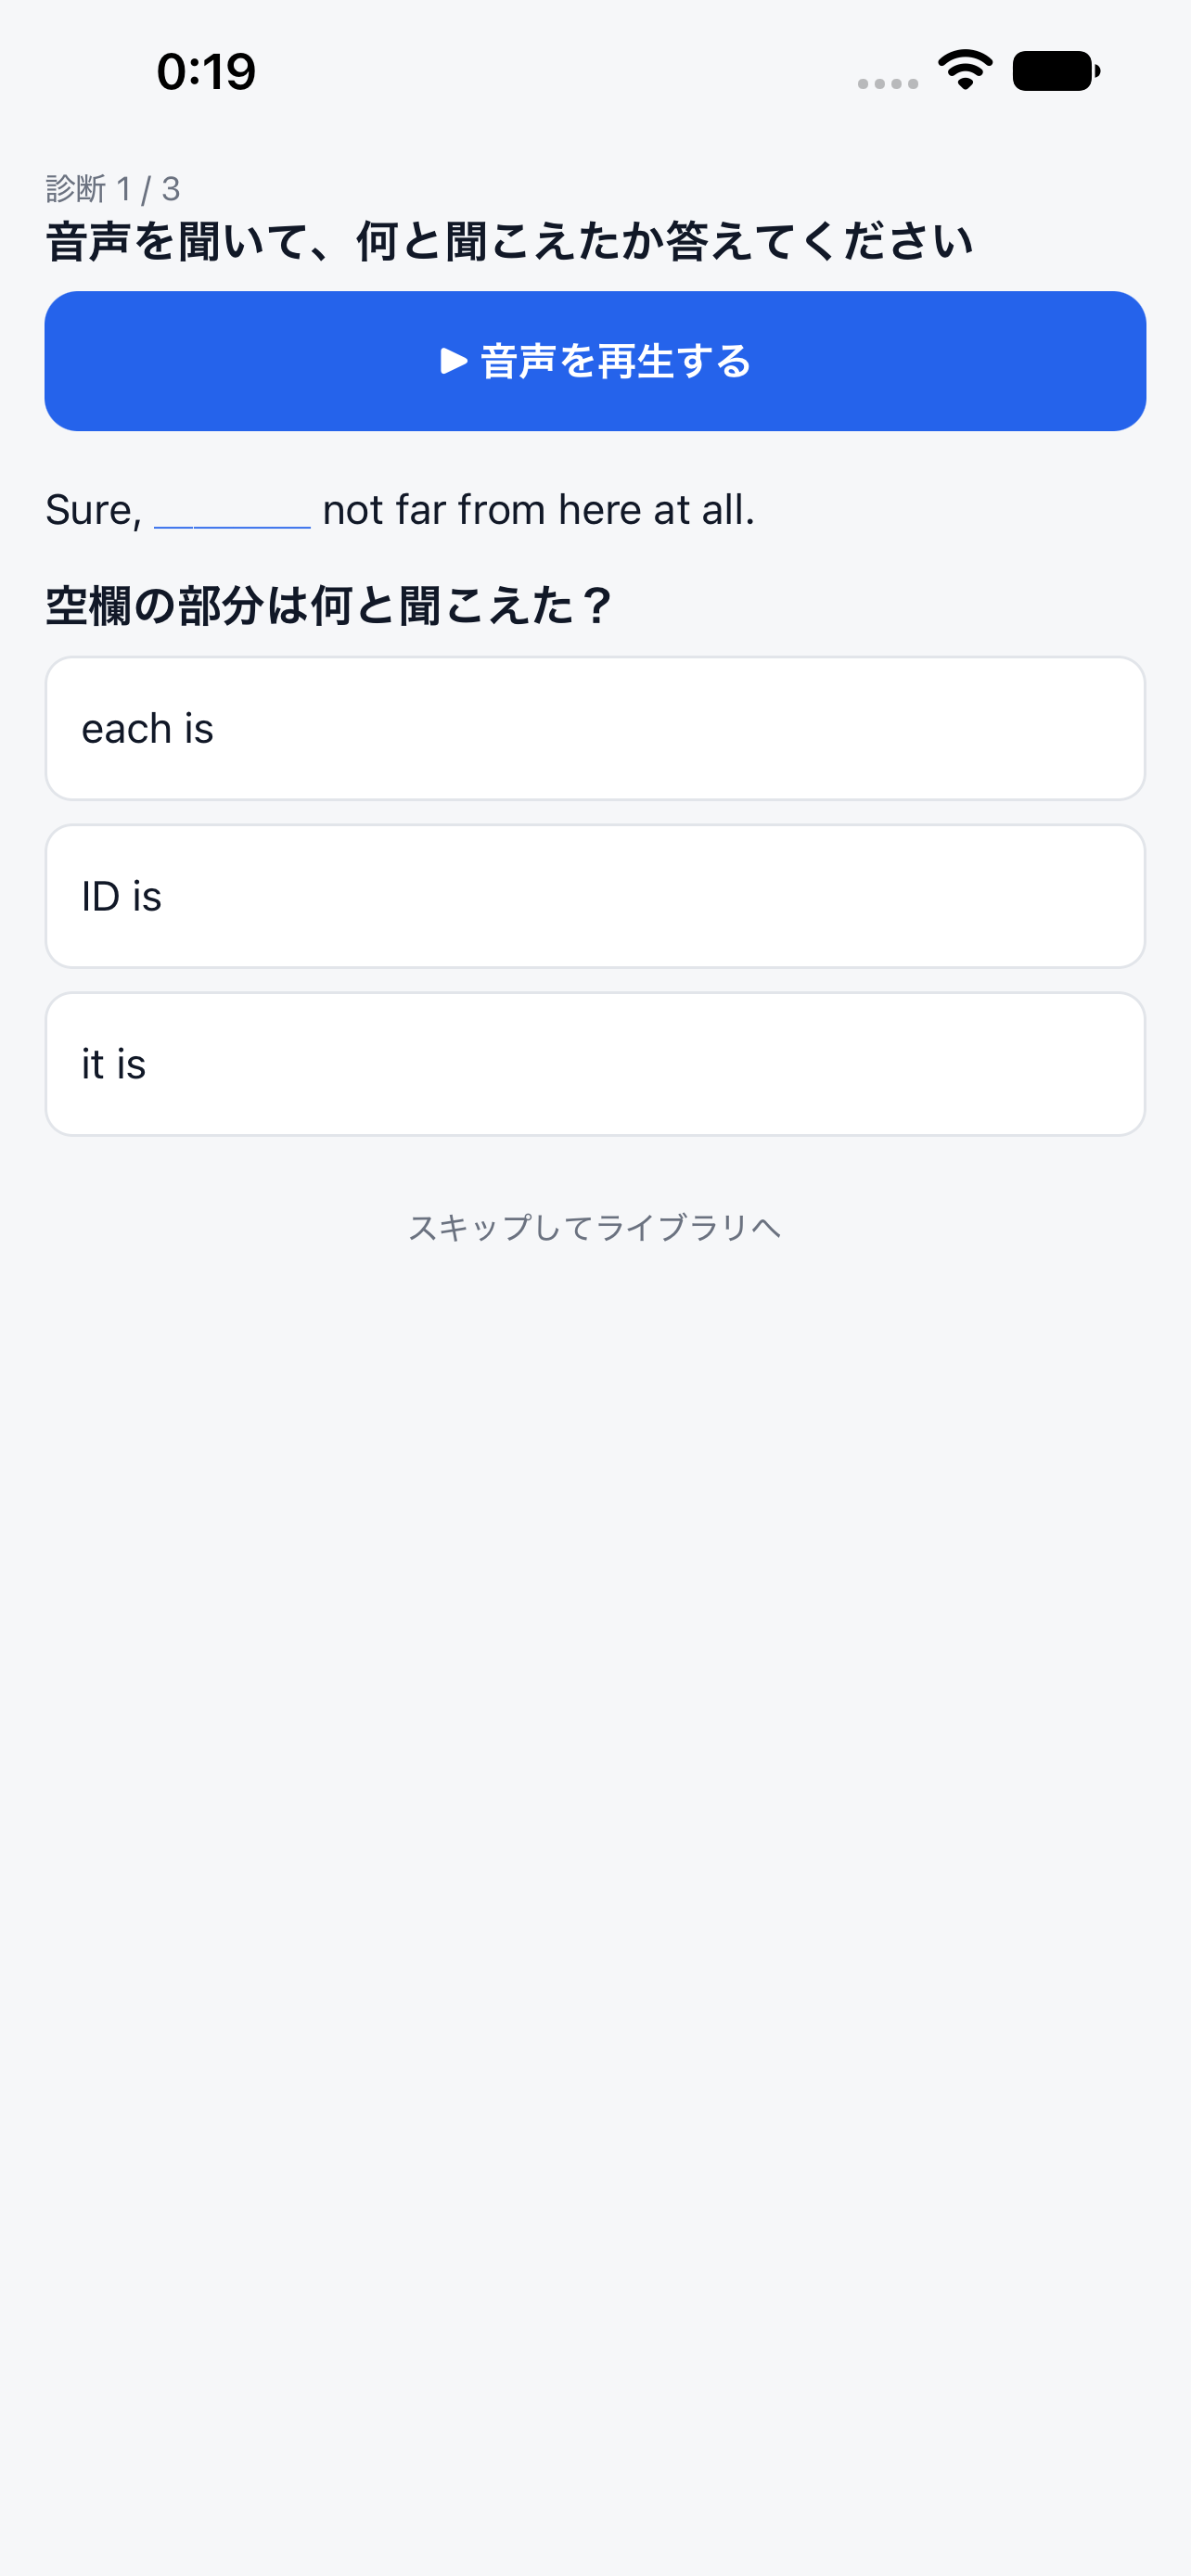 0:19
診断 1 / 3
音声を聞いて、何と聞こえたか答えてください
▶ 音声を再生する
Sure, ________ not far from here at all.
空欄の部分は何と聞こえた？
each is
ID is
it is
スキップしてライブラリへ